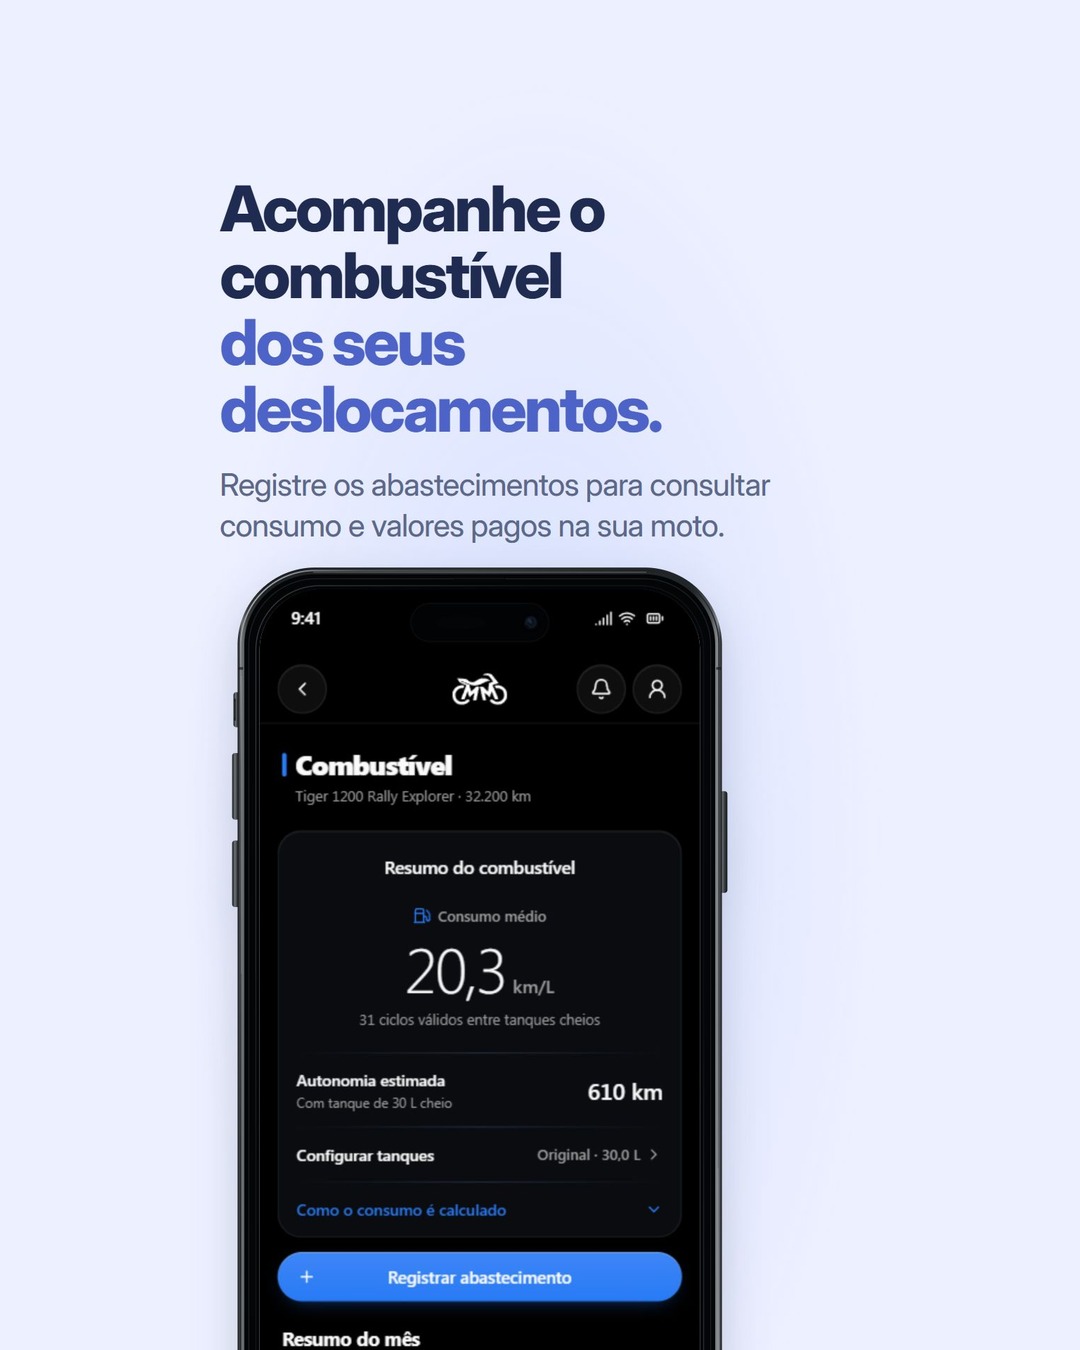 Acompanhe o
combustível
dos seus
deslocamentos.
Registre os abastecimentos para consultar
consumo e valores pagos na sua moto.
9:41
MM
Combustível
Tiger 1200 Rally Explorer · 32.200 km
Resumo do combustível
Consumo médio
20,3 km/L
31 ciclos válidos entre tanques cheios
Autonomia estimada
610 km
Com tanque de 30 L cheio
Configurar tanques
Original · 30,0 L
Como o consumo é calculado
+ Registrar abastecimento
Resumo do mês